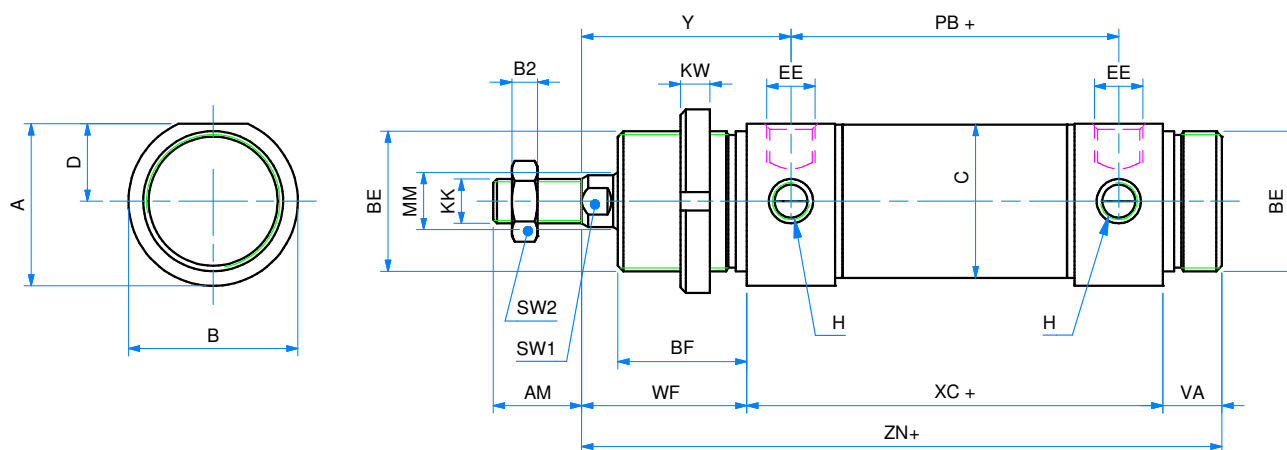 Y
PB +
B2
KW
EE
EE
A
D
B
BE
MM
KK
C
BE
SW2
SW1
H
H
BF
AM
WF
XC +
VA
ZN+